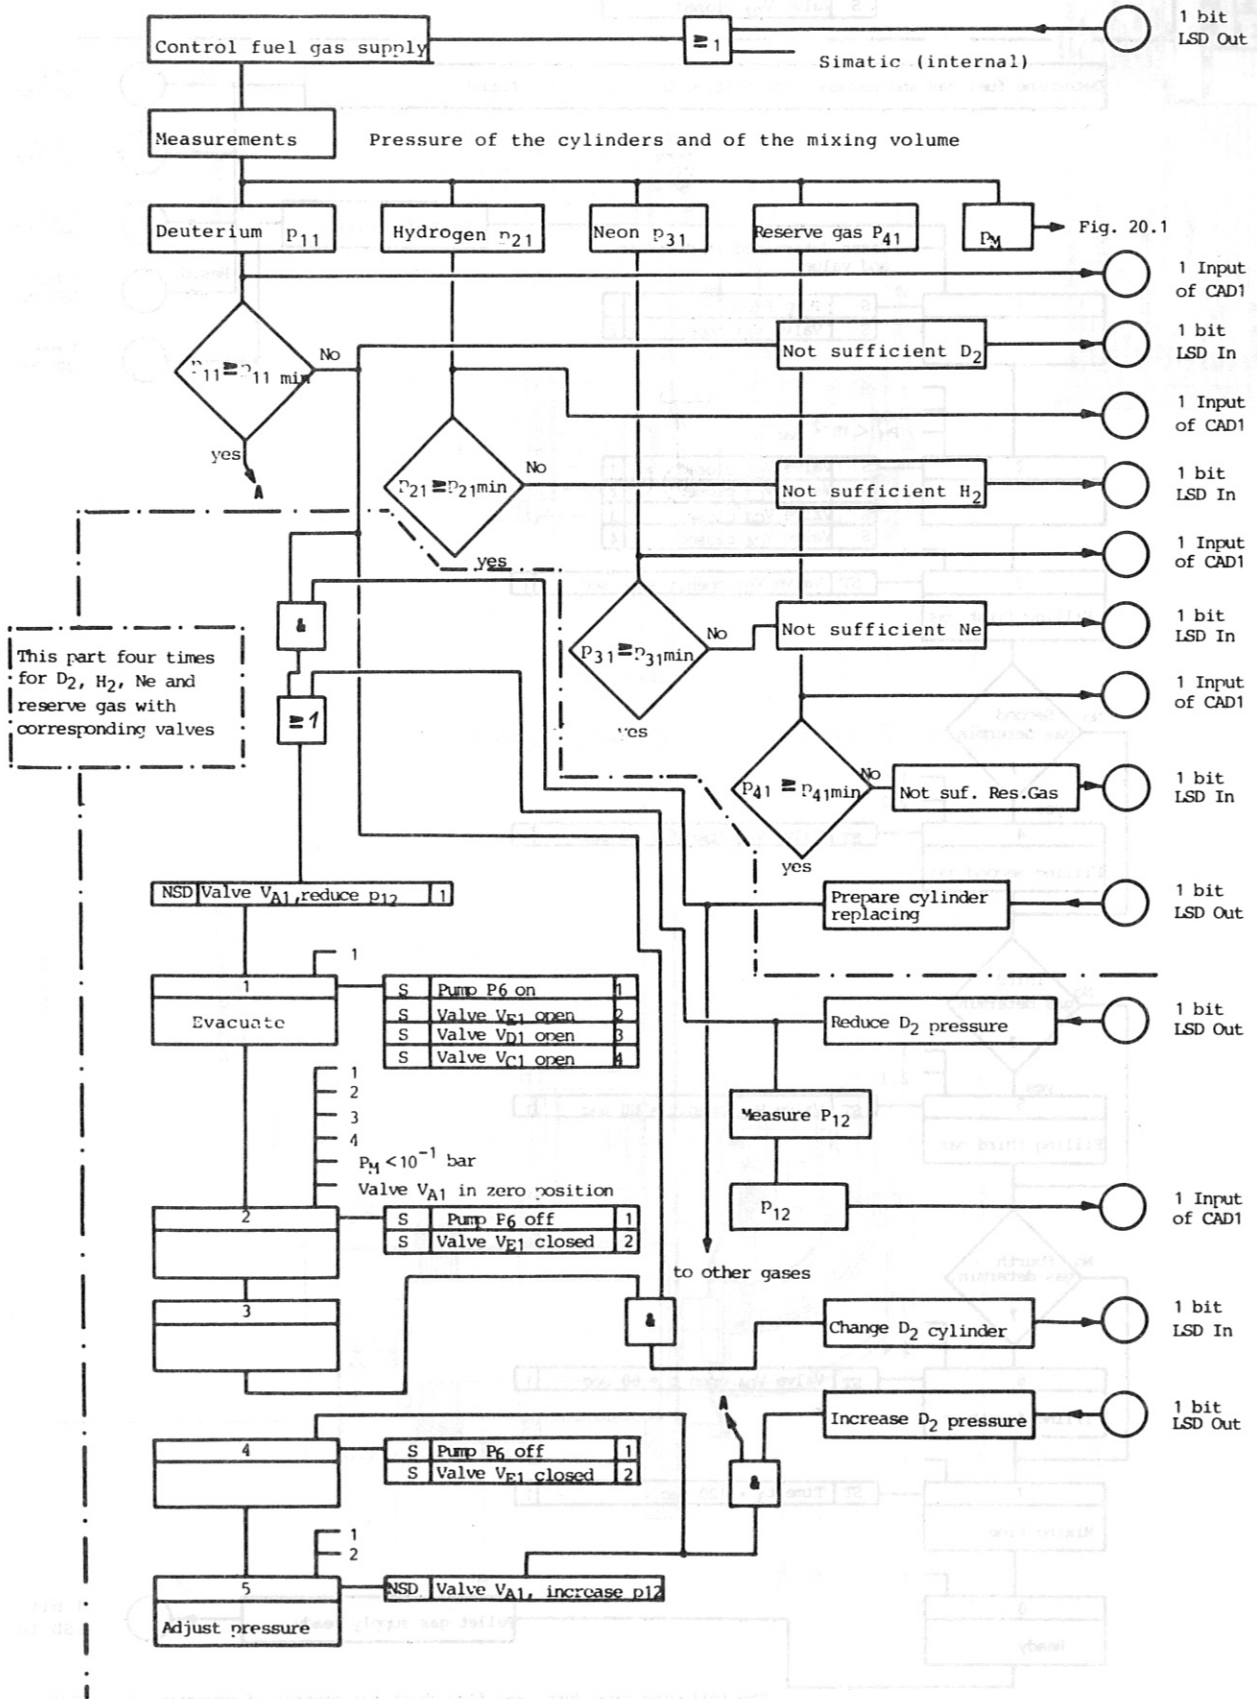 1 bit
LSD Out
Control fuel gas supply
≧1
Simatic (internal)
Measurements
Pressure of the cylinders and of the mixing volume
Deuterium p11
Hydrogen p21
Neon p31
Reserve gas P41
pM
Fig. 20.1
1 Input
of CAD1
p11≧p11 min
No
yes
A
Not sufficient D2
1 bit
LSD In
1 Input
of CAD1
p21≧p21min
No
yes
Not sufficient H2
1 bit
LSD In
1 Input
of CAD1
p31≧p31min
No
yes
Not sufficient Ne
1 bit
LSD In
1 Input
of CAD1
p41≧p41min
No
yes
Not suf. Res.Gas
1 bit
LSD In
&
≧1
This part four times
for D2, H2, Ne and
reserve gas with
corresponding valves
NSD Valve VA1,reduce p12 1
Prepare cylinder
replacing
1 bit
LSD Out
1
1
Evacuate
S Pump P6 on 1
S Valve VE1 open 2
S Valve VD1 open 3
S Valve VC1 open 4
Reduce D2 pressure
1 bit
LSD Out
1
2
3
4
PM <10-1 bar
Valve VA1 in zero position
Measure P12
p12
1 Input
of CAD1
2
S Pump P6 off 1
S Valve VE1 closed 2
to other gases
3
&
Change D2 cylinder
1 bit
LSD In
A
Increase D2 pressure
1 bit
LSD Out
4
S Pump P6 off 1
S Valve VE1 closed 2
&
1
2
5
Adjust pressure
NSD Valve VA1, increase p12